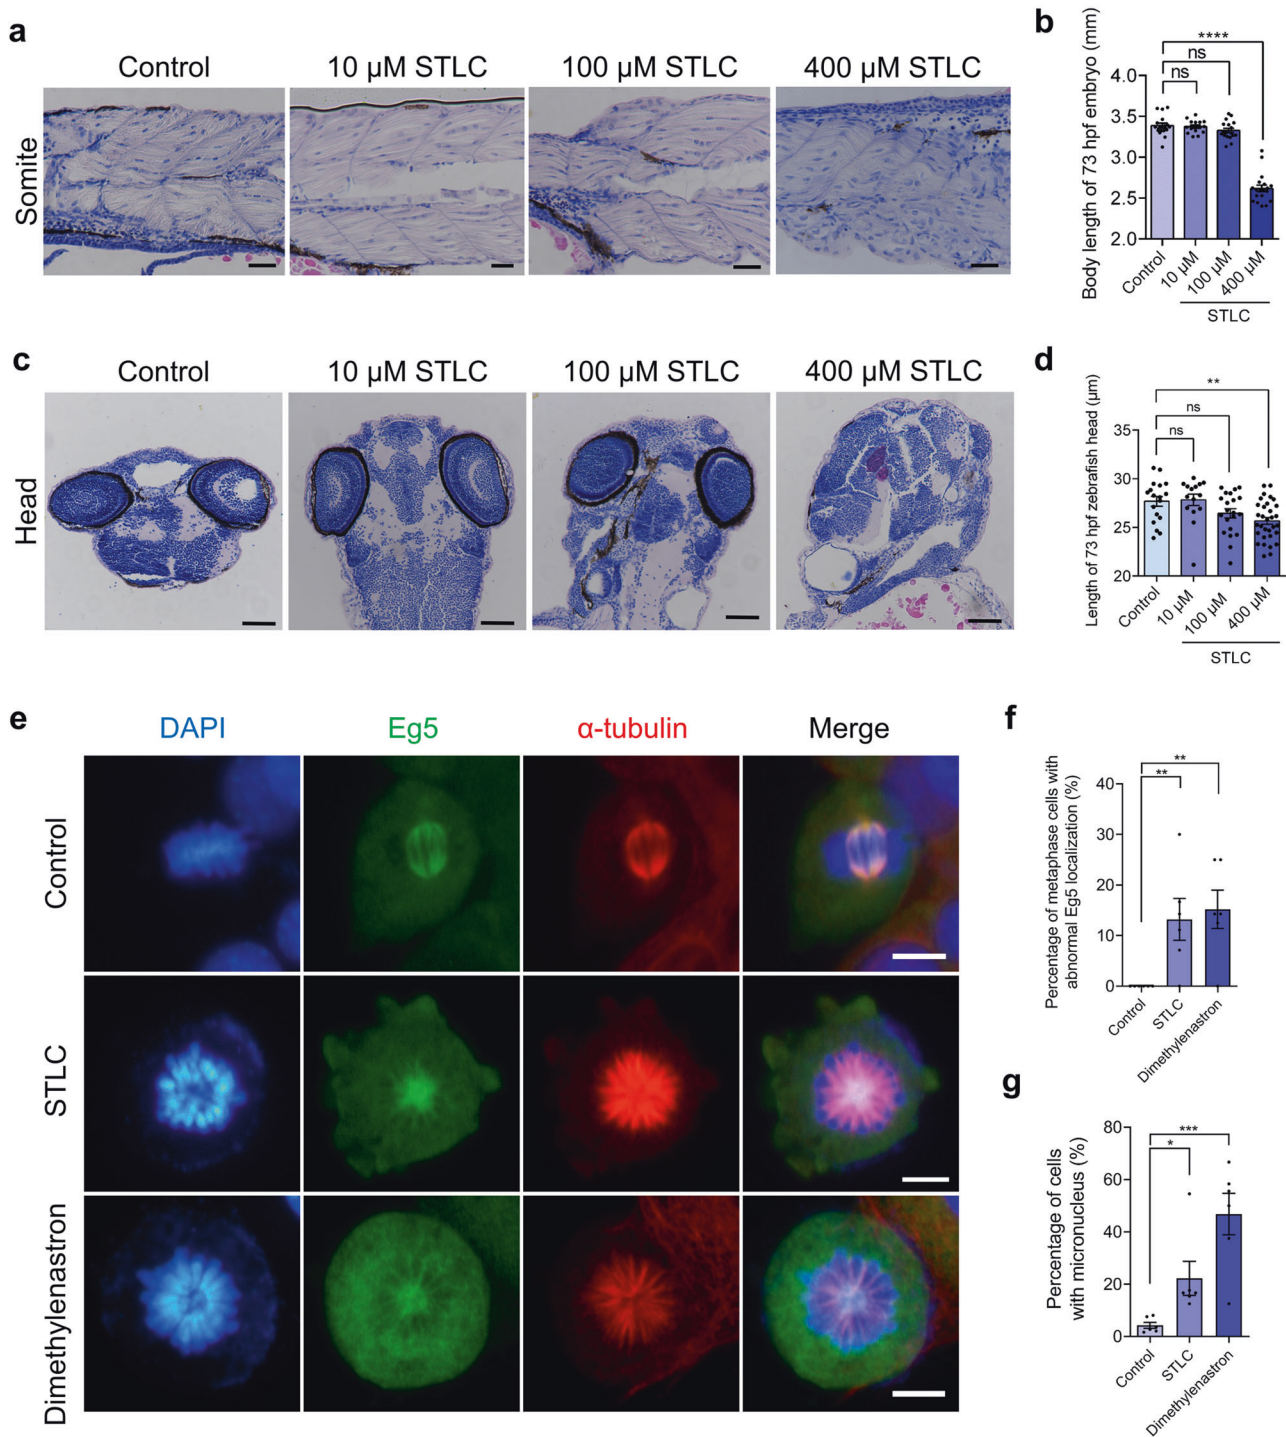 a
Control
10 µM STLC
100 µM STLC
400 µM STLC
Somite
b
Body length of 73 hpf embryo (mm)
****
ns
ns
4.0
3.5
3.0
2.5
2.0
Control
10 µM
100 µM
400 µM
STLC
c
Control
10 µM STLC
100 µM STLC
400 µM STLC
Head
d
Length of 73 hpf zebrafish head (µm)
**
ns
ns
35
30
25
20
Control
10 µM
100 µM
400 µM
STLC
e
DAPI
Eg5
α-tubulin
Merge
Control
STLC
Dimethylenastron
f
Percentage of metaphase cells with
abnormal Eg5 localization (%)
**
**
40
30
20
10
0
Control
STLC
Dimethylenastron
g
Percentage of cells
with micronucleus (%)
***
*
80
60
40
20
0
Control
STLC
Dimethylenastron